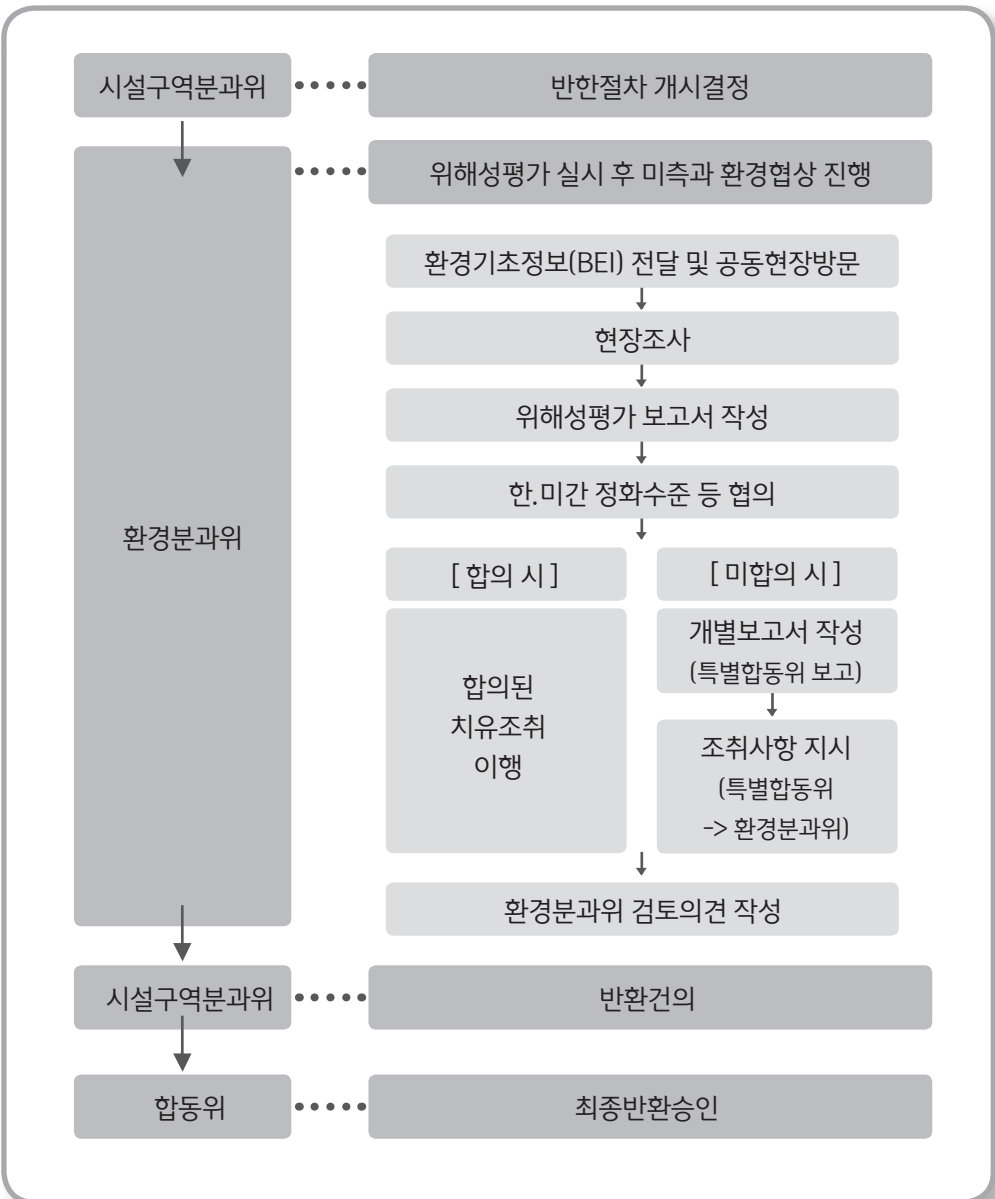 시설구역분과위
반한절차 개시결정
위해성평가 실시 후 미측과 환경협상 진행
환경분과위
환경기초정보(BEI) 전달 및 공동현장방문
현장조사
위해성평가 보고서 작성
한.미간 정화수준 등 협의
[ 합의 시 ]
합의된
치유조취
이행
[ 미합의 시 ]
개별보고서 작성
(특별합동위 보고)
조취사항 지시
(특별합동위
-> 환경분과위)
환경분과위 검토의견 작성
시설구역분과위
반환건의
합동위
최종반환승인